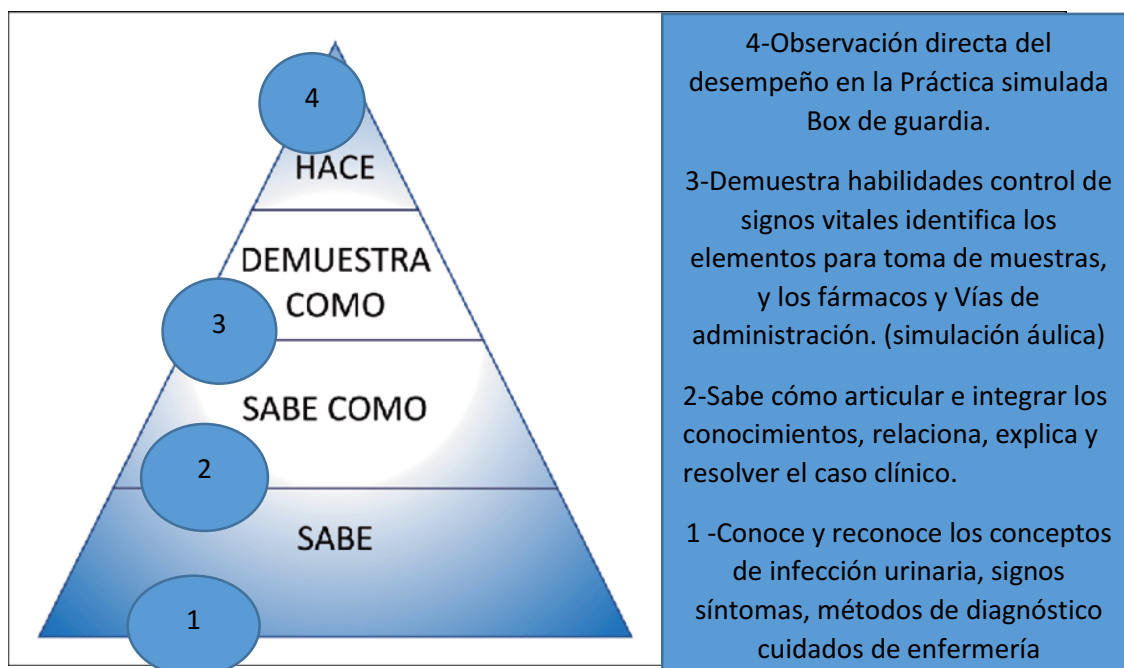 4
HACE
DEMUESTRA
COMO
3
SABE COMO
2
SABE
1
4-Observación directa del
desempeño en la Práctica simulada
Box de guardia.
3-Demuestra habilidades control de
signos vitales identifica los
elementos para toma de muestras,
y los fármacos y Vías de
administración. (simulación áulica)
2-Sabe cómo articular e integrar los
conocimientos, relaciona, explica y
resolver el caso clínico.
1 -Conoce y reconoce los conceptos
de infección urinaria, signos
síntomas, métodos de diagnóstico
cuidados de enfermería